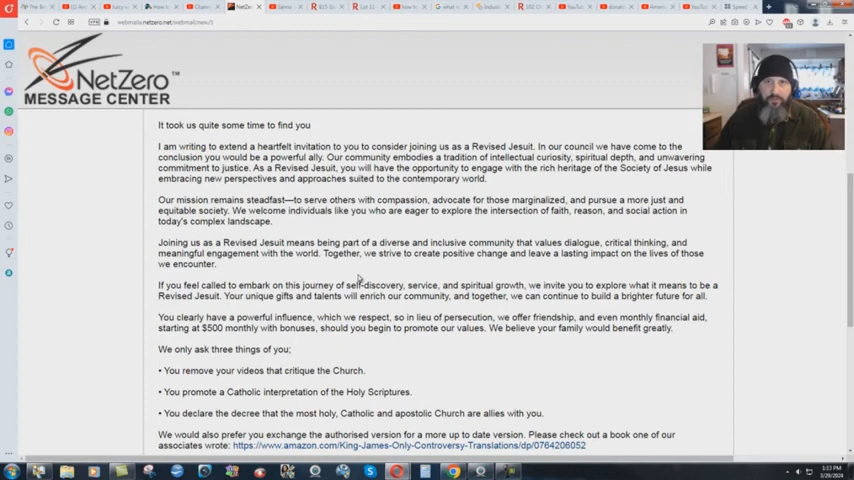 webmaila.netzero.net/webmail/new/5
NetZero™
MESSAGE CENTER
It took us quite some time to find you
I am writing to extend a heartfelt invitation to you to consider joining us as a Revised Jesuit. In our council we have come to the
conclusion you would be a powerful ally. Our community embodies a tradition of intellectual curiosity, spiritual depth, and unwavering
commitment to justice. As a Revised Jesuit, you will have the opportunity to engage with the rich heritage of the Society of Jesus while
embracing new perspectives and approaches suited to the contemporary world.
Our mission remains steadfast—to serve others with compassion, advocate for those marginalized, and pursue a more just and
equitable society. We welcome individuals like you who are eager to explore the intersection of faith, reason, and social action in
today's complex landscape.
Joining us as a Revised Jesuit means being part of a diverse and inclusive community that values dialogue, critical thinking, and
meaningful engagement with the world. Together, we strive to create positive change and leave a lasting impact on the lives of those
we encounter.
If you feel called to embark on this journey of self-discovery, service, and spiritual growth, we invite you to explore what it means to be a
Revised Jesuit. Your unique gifts and talents will enrich our community, and together, we can continue to build a brighter future for all.
You clearly have a powerful influence, which we respect, so in lieu of persecution, we offer friendship, and even monthly financial aid,
starting at $500 monthly with bonuses, should you begin to promote our values. We believe your family would benefit greatly.
We only ask three things of you;
• You remove your videos that critique the Church.
• You promote a Catholic interpretation of the Holy Scriptures.
• You declare the decree that the most holy, Catholic and apostolic Church are allies with you.
We would also prefer you exchange the authorised version for a more up to date version. Please check out a book one of our
associates wrote: https://www.amazon.com/King-James-Only-Controversy-Translations/dp/0764206052
3:33 PM
3/29/2024